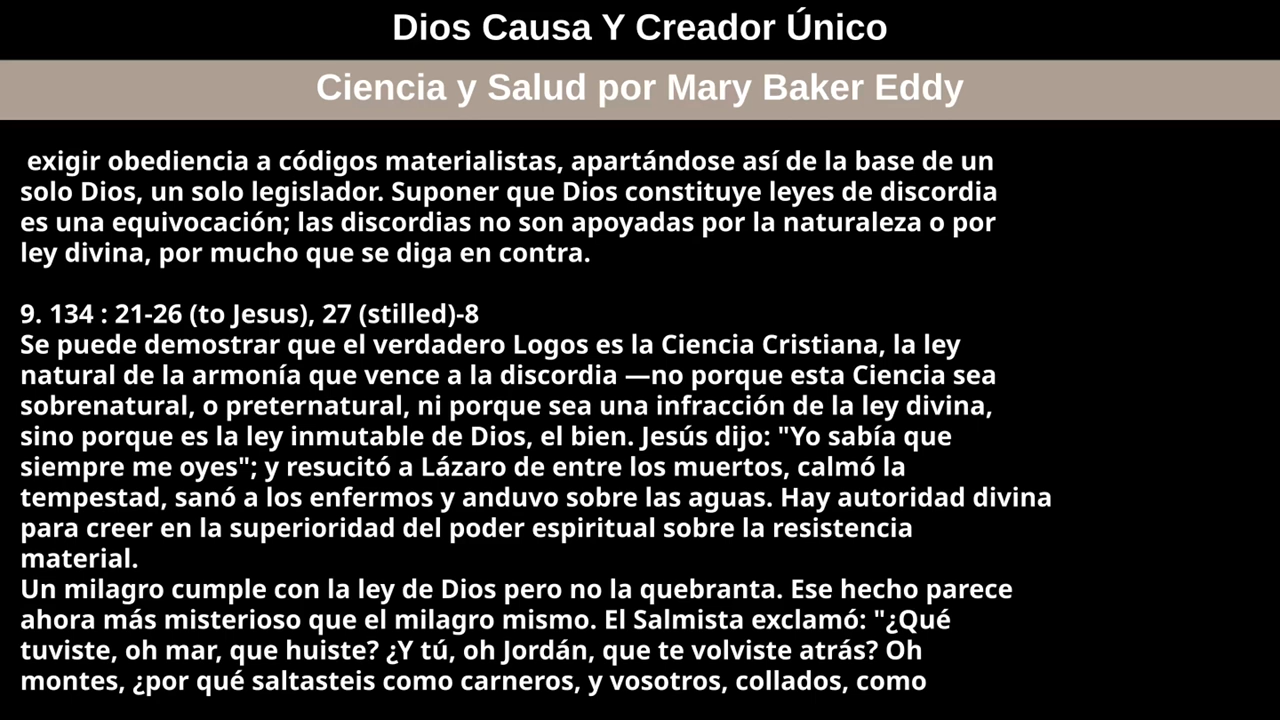 Dios Causa Y Creador Único
Ciencia y Salud por Mary Baker Eddy
exigir obediencia a códigos materialistas, apartándose así de la base de un
solo Dios, un solo legislador. Suponer que Dios constituye leyes de discordia
es una equivocación; las discordias no son apoyadas por la naturaleza o por
ley divina, por mucho que se diga en contra.
9. 134 : 21-26 (to Jesus), 27 (stilled)-8
Se puede demostrar que el verdadero Logos es la Ciencia Cristiana, la ley
natural de la armonía que vence a la discordia —no porque esta Ciencia sea
sobrenatural, o preternatural, ni porque sea una infracción de la ley divina,
sino porque es la ley inmutable de Dios, el bien. Jesús dijo: "Yo sabía que
siempre me oyes"; y resucitó a Lázaro de entre los muertos, calmó la
tempestad, sanó a los enfermos y anduvo sobre las aguas. Hay autoridad divina
para creer en la superioridad del poder espiritual sobre la resistencia
material.
Un milagro cumple con la ley de Dios pero no la quebranta. Ese hecho parece
ahora más misterioso que el milagro mismo. El Salmista exclamó: "¿Qué
tuviste, oh mar, que huiste? ¿Y tú, oh Jordán, que te volviste atrás? Oh
montes, ¿por qué saltasteis como carneros, y vosotros, collados, como